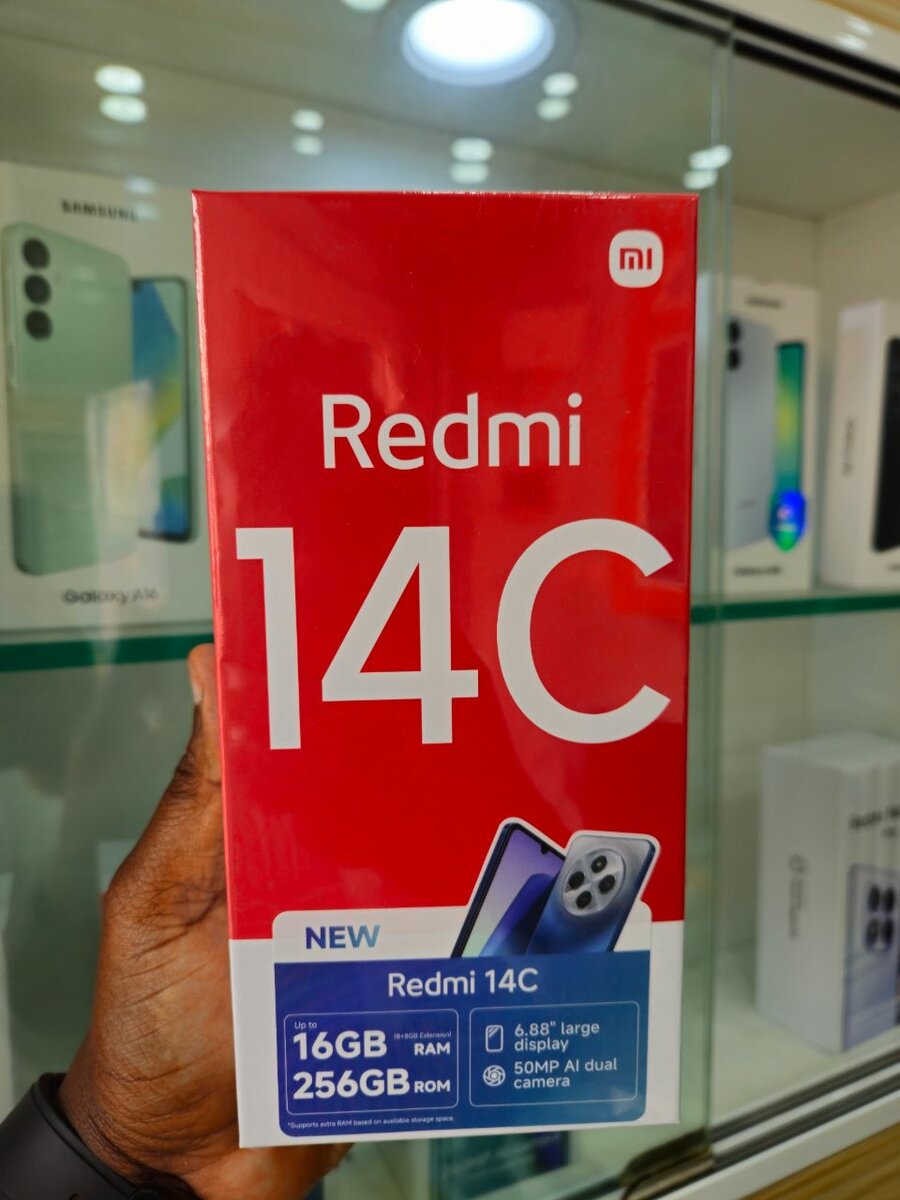 SAMSUNG
Galaxy A16
mi
Redmi
14C
NEW
Redmi 14C
Up to
16GB (8+8GB Extension) RAM
256GB ROM
6.88" large
display
50MP AI dual
camera
*Supports extra RAM based on available storage space.